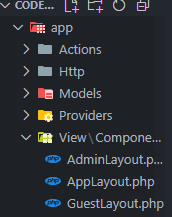 CODE...
app
Actions
Http
Models
Providers
View\Compone...
AdminLayout.p...
AppLayout.php
GuestLayout.php